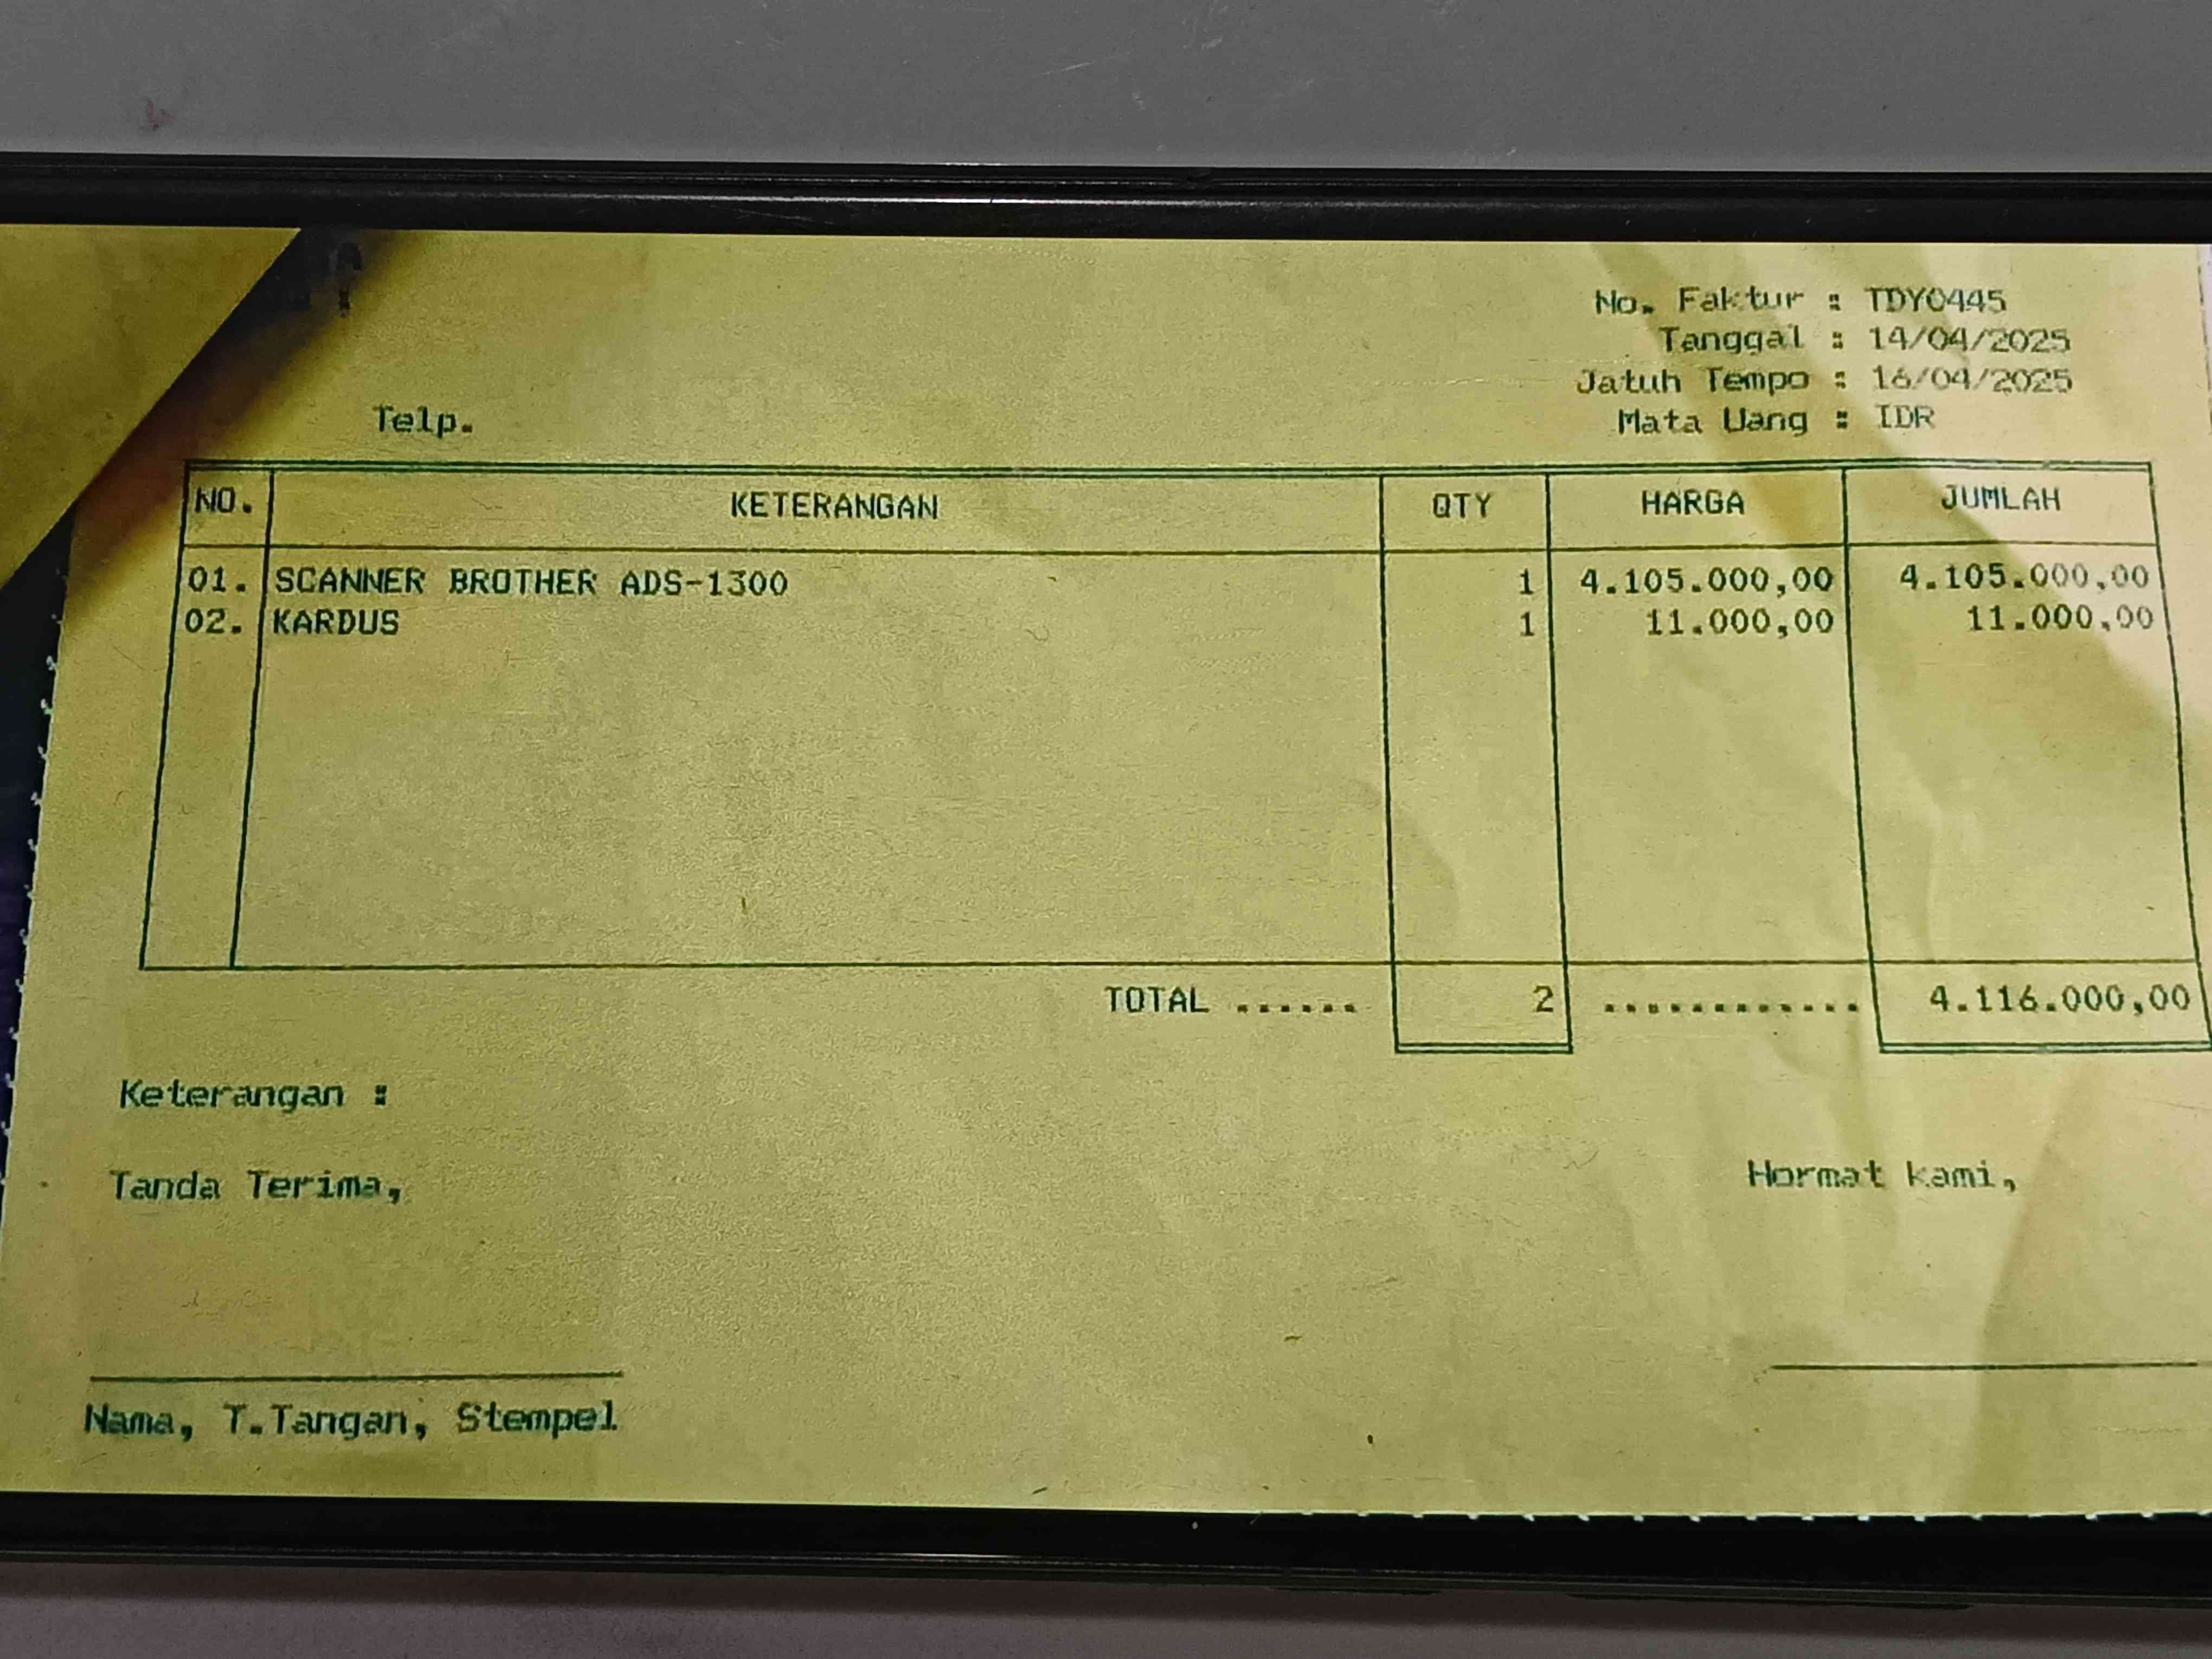 No. Faktur : TDY0445
Tanggal : 14/04/2025
Jatuh Tempo : 16/04/2025
Telp. Mata Uang : IDR
NO. KETERANGAN QTY HARGA JUMLAH
01. SCANNER BROTHER ADS-1300 1 4.105.000,00 4.105.000,00
02. KARDUS 1 11.000,00 11.000,00
TOTAL ...... 2 ............ 4.116.000,00
Keterangan :
Tanda Terima, Hormat kami,
Nama, T.Tangan, Stempel